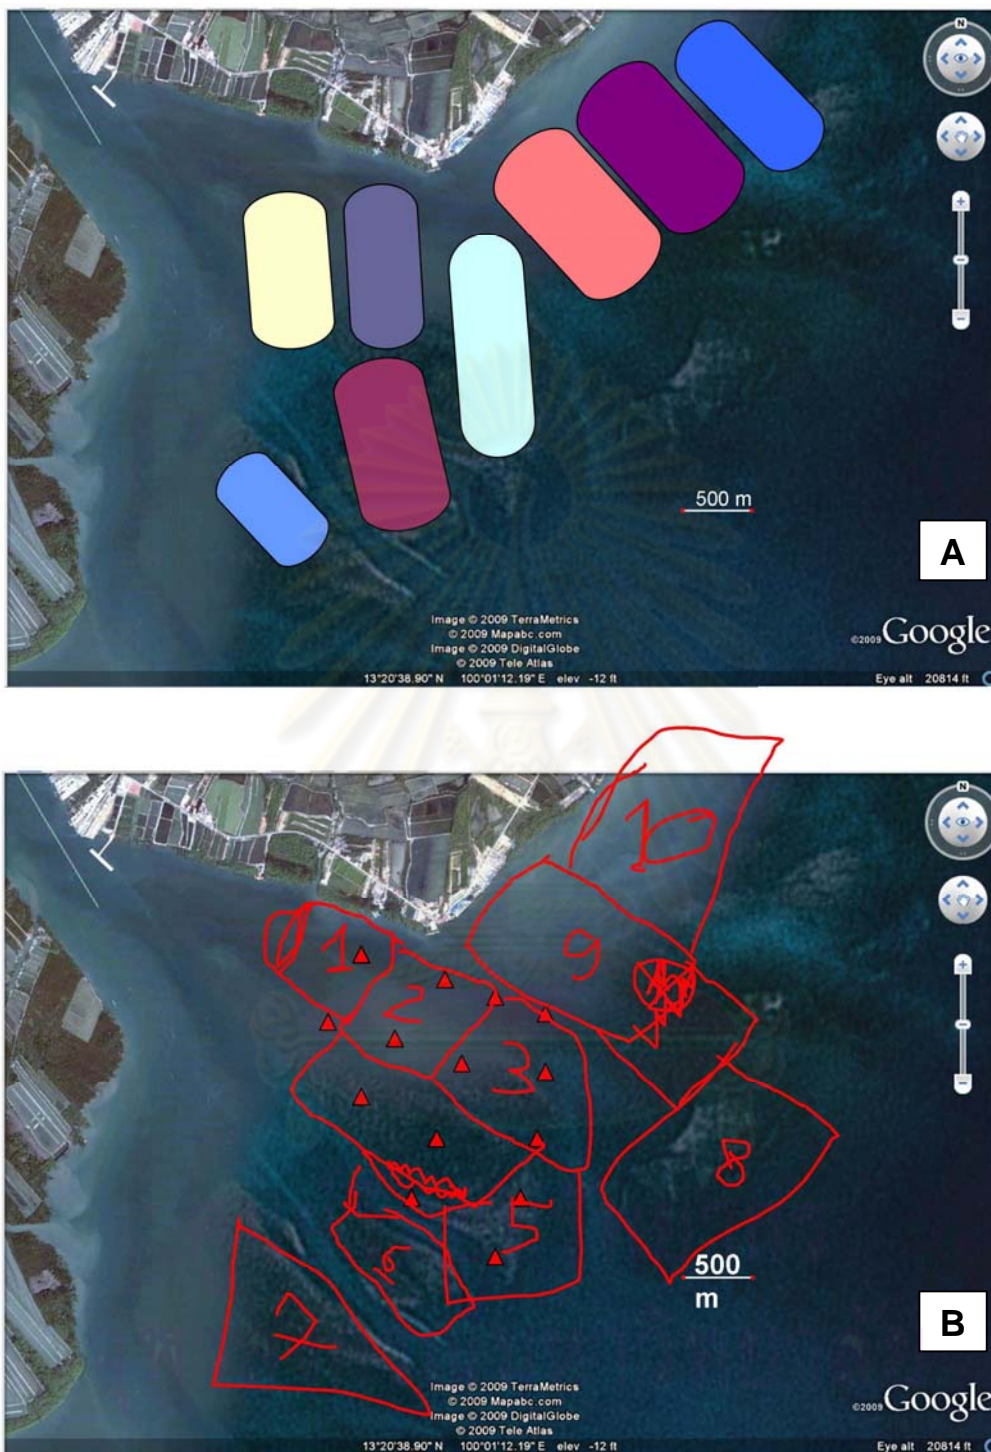 N
500 m
A
Image © 2009 TerraMetrics
© 2009 Mapabc.com
Image © 2009 DigitalGlobe
© 2009 Tele Atlas
©2009 Google
13°20'38.90" N 100°01'12.19" E elev -12 ft
Eye alt 20814 ft
N
10
1
9
2
3
8
5
7
500
m
B
Image © 2009 TerraMetrics
© 2009 Mapabc.com
Image © 2009 DigitalGlobe
© 2009 Tele Atlas
©2009 Google
13°20'38.90" N 100°01'12.19" E elev -12 ft
Eye alt 20814 ft